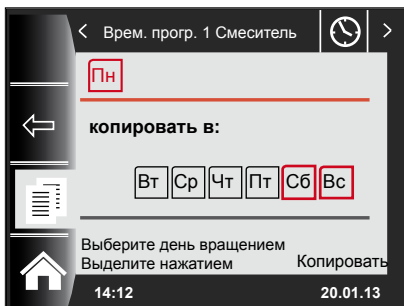 < Врем. прогр. 1 Смеситель >
Пн
копировать в:
Вт Ср Чт Пт Сб Вс
Выберите день вращением
Выделите нажатием Копировать
14:12 20.01.13